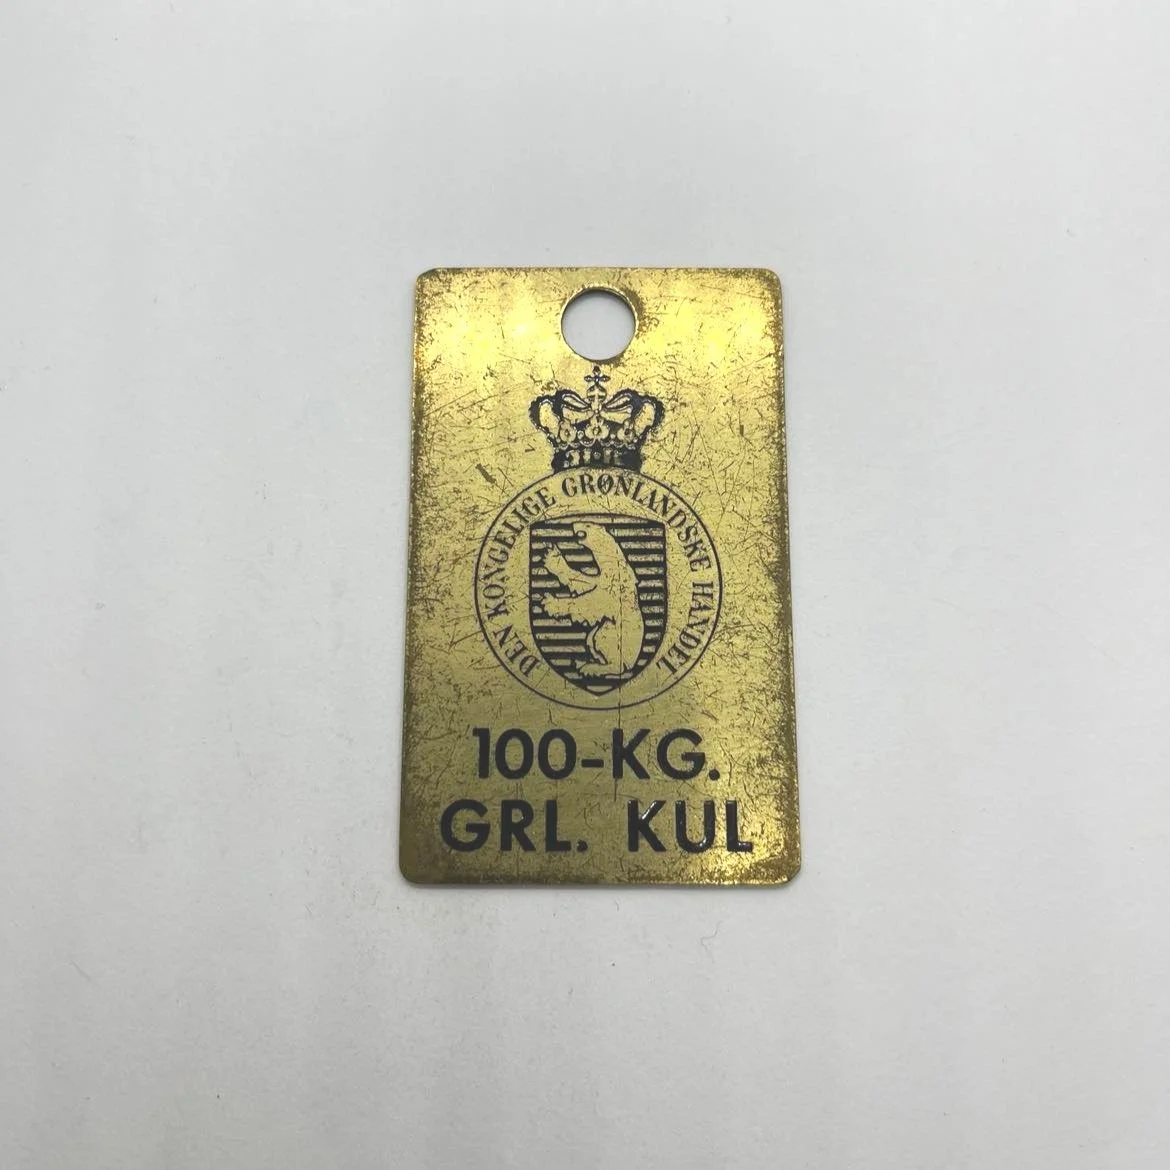 DEN KONGELIGE GRØNLANDSKE HANDEL
100-KG.
GRL. KUL